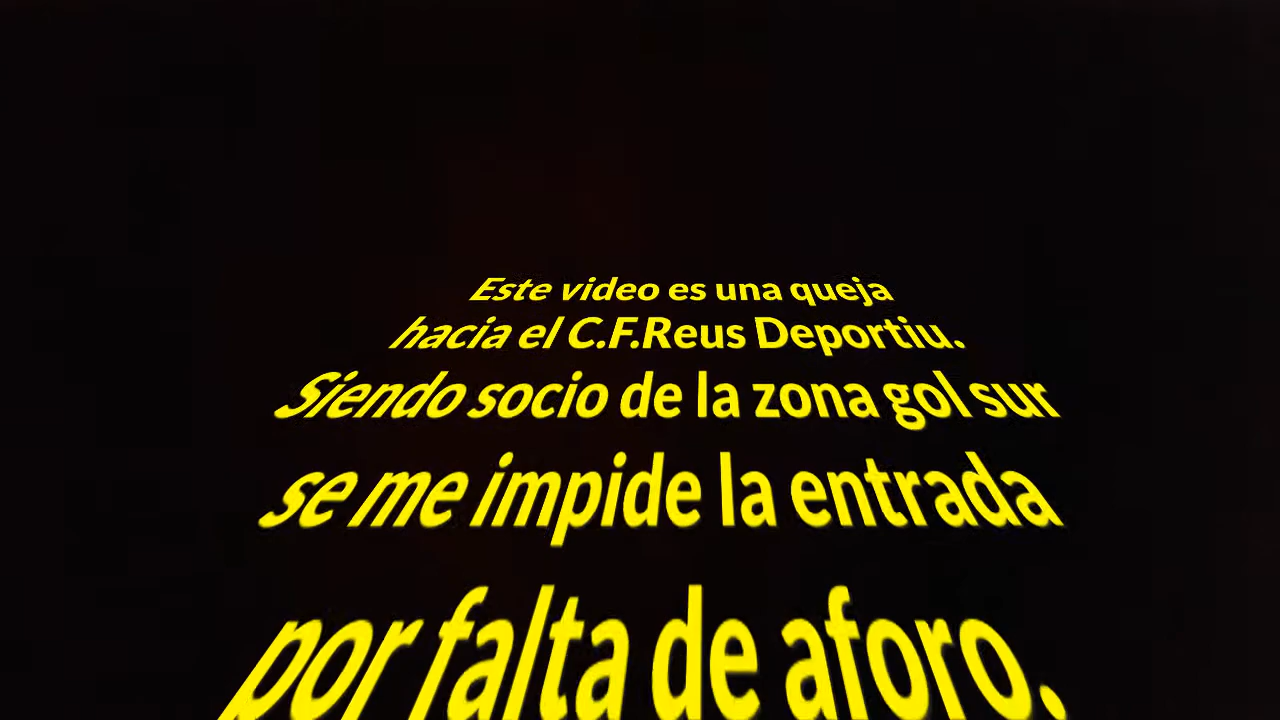 Este video es una queja
hacia el C.F.Reus Deportiu.
Siendo socio de la zona gol sur
se me impide la entrada
por falta de aforo.